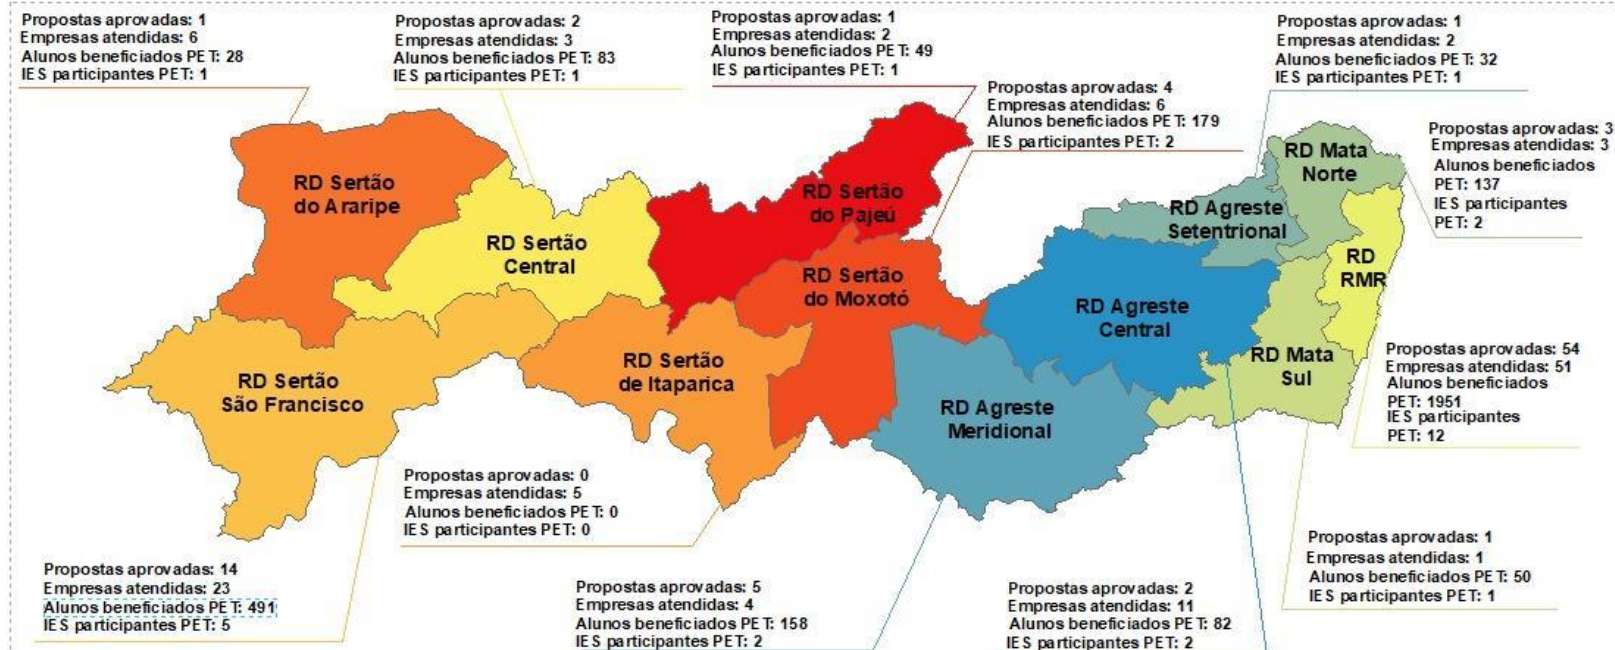 Propostas aprovadas: 1
Empresas atendidas: 6
Alunos beneficiados PET: 28
IES participantes PET: 1
Propostas aprovadas: 2
Empresas atendidas: 3
Alunos beneficiados PET: 83
IES participantes PET: 1
Propostas aprovadas: 1
Empresas atendidas: 2
Alunos beneficiados PET: 49
IES participantes PET: 1
Propostas aprovadas: 4
Empresas atendidas: 6
Alunos beneficiados PET: 179
IES participantes PET: 2
Propostas aprovadas: 1
Empresas atendidas: 2
Alunos beneficiados PET: 32
IES participantes PET: 1
Propostas aprovadas: 3
Empresas atendidas: 3
Alunos beneficiados
PET: 137
IES participantes
PET: 2
RD Sertão
do Araripe
RD Sertão
Central
RD Sertão
do Pajeú
RD Sertão
do Moxotó
RD Agreste
Setentrional
RD Mata
Norte
RD
RMR
RD Agreste
Central
RD Mata
Sul
RD Sertão
São Francisco
RD Sertão
de Itaparica
RD Agreste
Meridional
Propostas aprovadas: 54
Empresas atendidas: 51
Alunos beneficiados
PET: 1951
IES participantes
PET: 12
Propostas aprovadas: 0
Empresas atendidas: 5
Alunos beneficiados PET: 0
IES participantes PET: 0
Propostas aprovadas: 14
Empresas atendidas: 23
Alunos beneficiados PET: 491
IES participantes PET: 5
Propostas aprovadas: 5
Empresas atendidas: 4
Alunos beneficiados PET: 158
IES participantes PET: 2
Propostas aprovadas: 2
Empresas atendidas: 11
Alunos beneficiados PET: 82
IES participantes PET: 2
Propostas aprovadas: 1
Empresas atendidas: 1
Alunos beneficiados PET: 50
IES participantes PET: 1